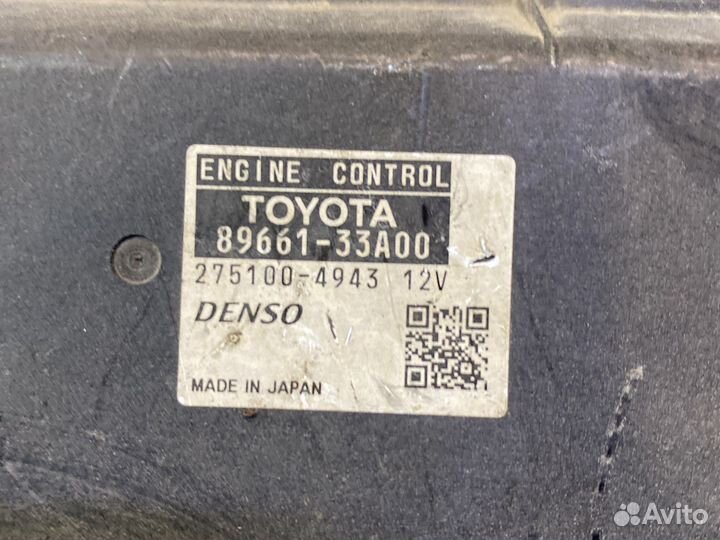 ENGINE CONTROL
TOYOTA
89661-33A00
275100-4943 12V
DENSO
MADE IN JAPAN
Avito